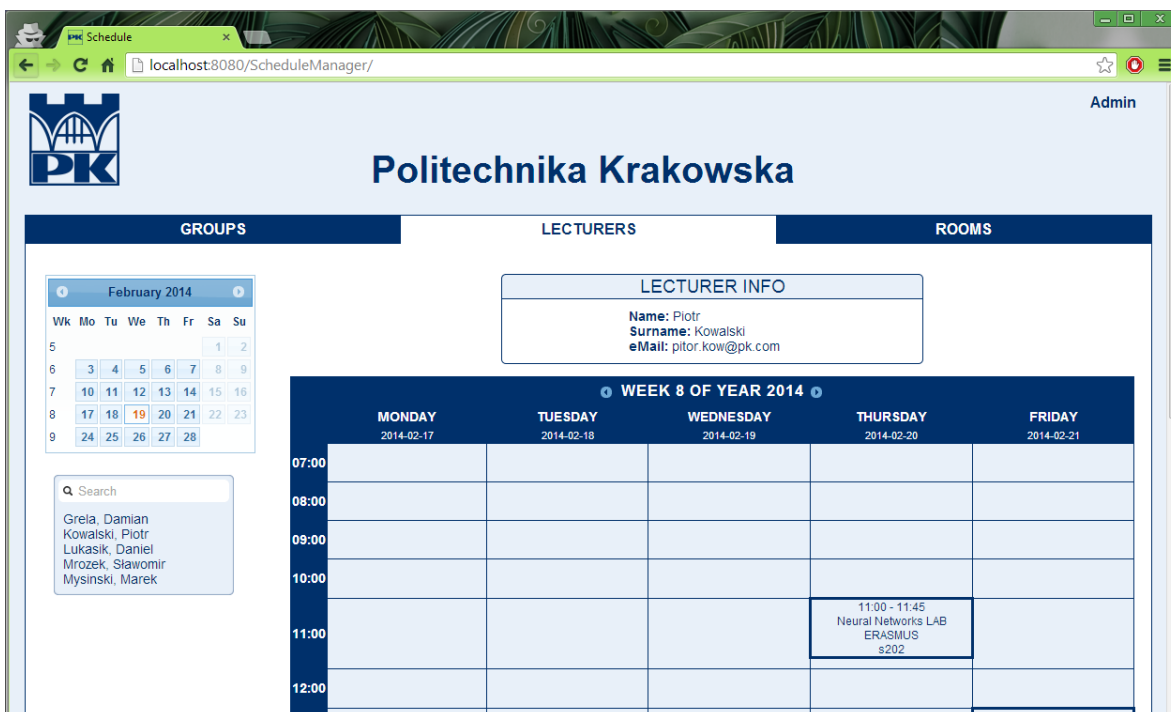 Schedule
localhost:8080/ScheduleManager/
Admin
PK
Politechnika Krakowska
GROUPS LECTURERS ROOMS
February 2014
Wk Mo Tu We Th Fr Sa Su
5 1 2
6 3 4 5 6 7 8 9
7 10 11 12 13 14 15 16
8 17 18 19 20 21 22 23
9 24 25 26 27 28
Search
Grela, Damian
Kowalski, Piotr
Lukasik, Daniel
Mrozek, Sławomir
Mysinski, Marek
LECTURER INFO
Name: Piotr
Surname: Kowalski
eMail: pitor.kow@pk.com
WEEK 8 OF YEAR 2014
MONDAY TUESDAY WEDNESDAY THURSDAY FRIDAY
2014-02-17 2014-02-18 2014-02-19 2014-02-20 2014-02-21
07:00
08:00
09:00
10:00
11:00
11:00 - 11:45
Neural Networks LAB
ERASMUS
s202
12:00